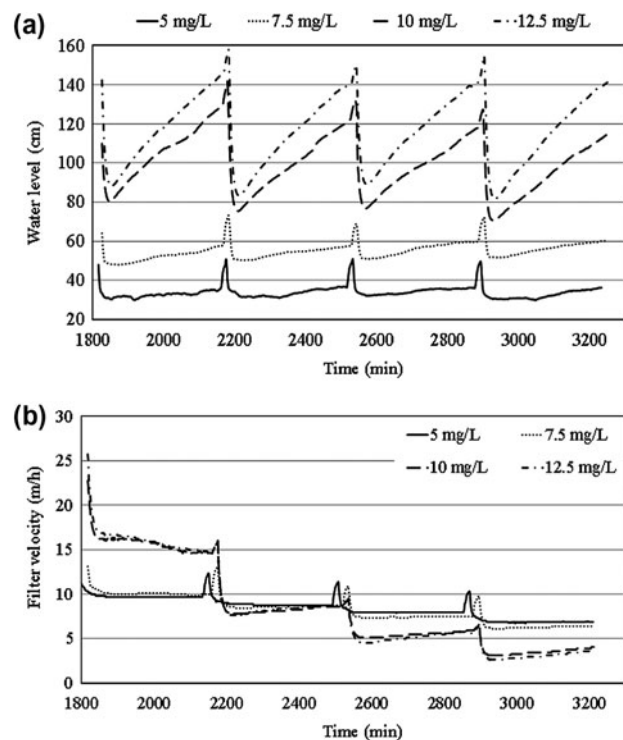 (a)
5 mg/L 7.5 mg/L 10 mg/L 12.5 mg/L
160
140
120
100
80
60
40
20
Water level (cm)
1800 2000 2200 2400 2600 2800 3000 3200
Time (min)
(b)
30
25
20
15
10
5
0
Filter velocity (m/h)
5 mg/L 7.5 mg/L
10 mg/L 12.5 mg/L
1800 2000 2200 2400 2600 2800 3000 3200
Time (min)